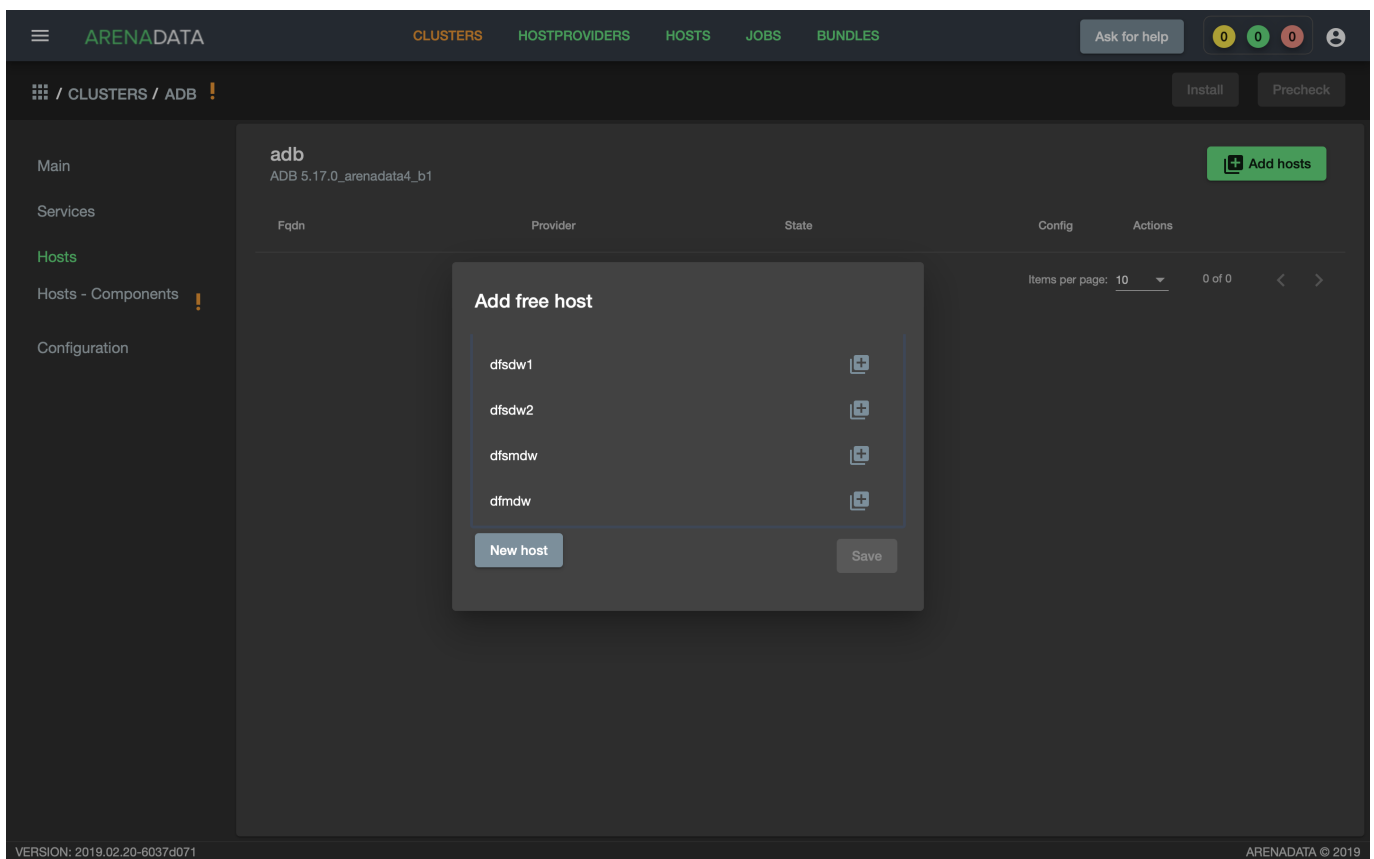 ARENADATA CLUSTERS HOSTPROVIDERS HOSTS JOBS BUNDLES Ask for help 0 0 0
/ CLUSTERS / ADB ! Install Precheck
Main
Services
Hosts
Hosts - Components !
Configuration
adb
ADB 5.17.0_arenadata4_b1
Add hosts
Fqdn Provider State Config Actions
Items per page: 10 0 of 0
Add free host
dfsdw1
dfsdw2
dfsmdw
dfmdw
New host Save
VERSION: 2019.02.20-6037d071 ARENADATA © 2019